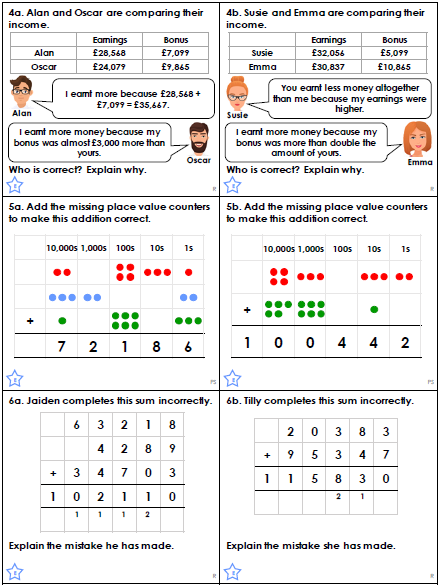 4a. Alan and Oscar are comparing their
income.
Earnings Bonus
Alan £28,568 £7,099
Oscar £24,079 £9,865
I earnt more because £28,568 +
£7,099 = £35,667.
Alan
I earnt more money because my
bonus was almost £3,000 more than
yours.
Oscar
Who is correct? Explain why.
E
R
4b. Susie and Emma are comparing their
income.
Earnings Bonus
Susie £32,056 £5,099
Emma £30,837 £10,865
You earnt less money altogether
than me because my earnings were
higher.
Susie
I earnt more money because my
bonus was more than double the
amount of yours.
Emma
Who is correct? Explain why.
E
R
5a. Add the missing place value counters
to make this addition correct.
10,000s 1,000s 100s 10s 1s
+
7 2 1 8 6
E
PS
5b. Add the missing place value counters
to make this addition correct.
10,000s 1,000s 100s 10s 1s
+
1 0 0 4 4 2
E
PS
6a. Jaiden completes this sum incorrectly.
6 3 2 1 8
4 2 8 9
+ 3 4 7 0 3
1 0 2 1 1 0
1 1 1 2
Explain the mistake he has made.
E
R
6b. Tilly completes this sum incorrectly.
2 0 3 8 3
+ 9 5 3 4 7
1 1 5 8 3 0
2 1
Explain the mistake she has made.
E
R